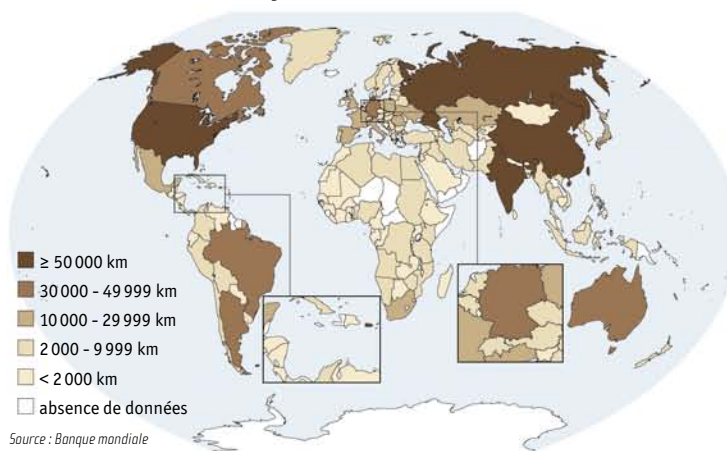 ≥ 50 000 km
30 000 - 49 999 km
10 000 - 29 999 km
2 000 - 9 999 km
< 2 000 km
absence de données
Source : Banque mondiale